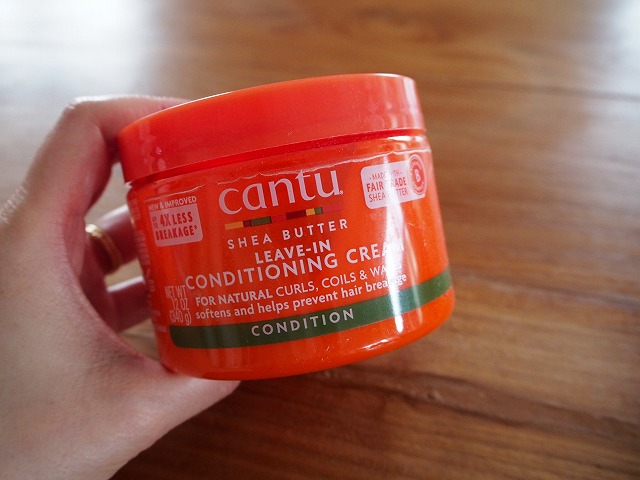 NEW & IMPROVED
4X LESS
BREAKAGE*
cantu®
MADE WITH
FAIR TRADE
SHEA BUTTER
SHEA BUTTER
LEAVE-IN
CONDITIONING CREAM
FOR NATURAL CURLS, COILS &
softens and helps prevent hair breakage
NET WT
12 OZ
(340 g)
CONDITION